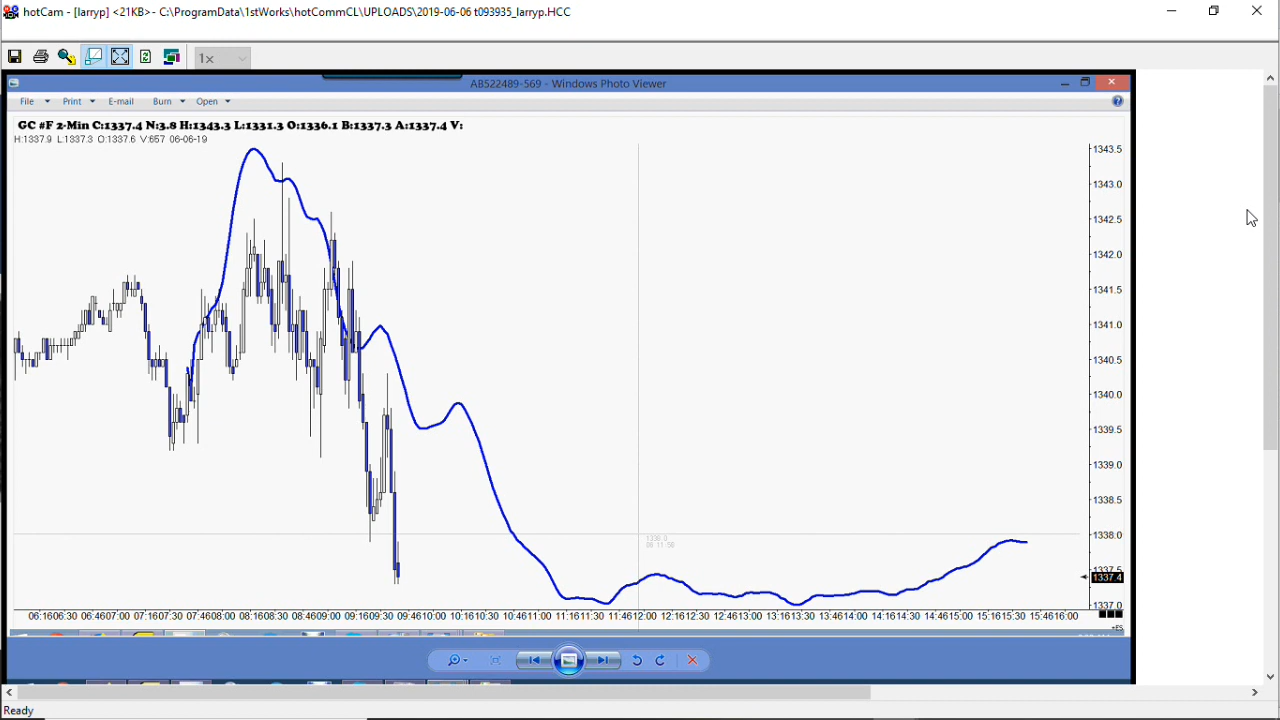 hotCam - [larryp] <21KB>- C:\ProgramData\1stWorks\hotCommCL\UPLOADS\2019-06-06 t093935_larryp.HCC
1x
AB522489-569 - Windows Photo Viewer
File Print E-mail Burn Open
GC #F 2-Min C:1337.4 N:3.8 H:1343.3 L:1331.3 O:1336.1 B:1337.3 A:1337.4 V:
H:1337.9 L:1337.3 O:1337.6 V:657 06-06-19
1343.5
1343.0
1342.5
1342.0
1341.5
1341.0
1340.5
1340.0
1339.5
1339.0
1338.5
1338.0
1337.5
1337.4
1337.0
06:1606:30 06:4607:00 07:1607:30 07:4608:00 08:1608:30 08:4609:00 09:1609:30 09:4610:00 10:1610:30 10:4611:00 11:1611:30 11:4612:00 12:1612:30 12:4613:00 13:1613:30 13:4614:00 14:1614:30 14:4615:00 15:1615:30 15:4616:00
+ES
Ready